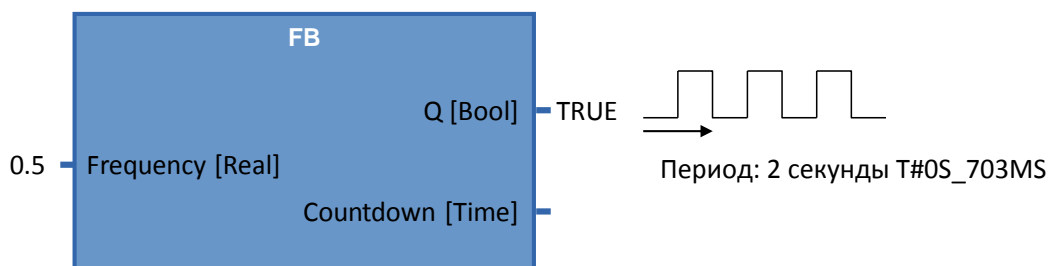 FB
Q [Bool] TRUE
0.5 Frequency [Real]
Период: 2 секунды T#0S_703MS
Countdown [Time]